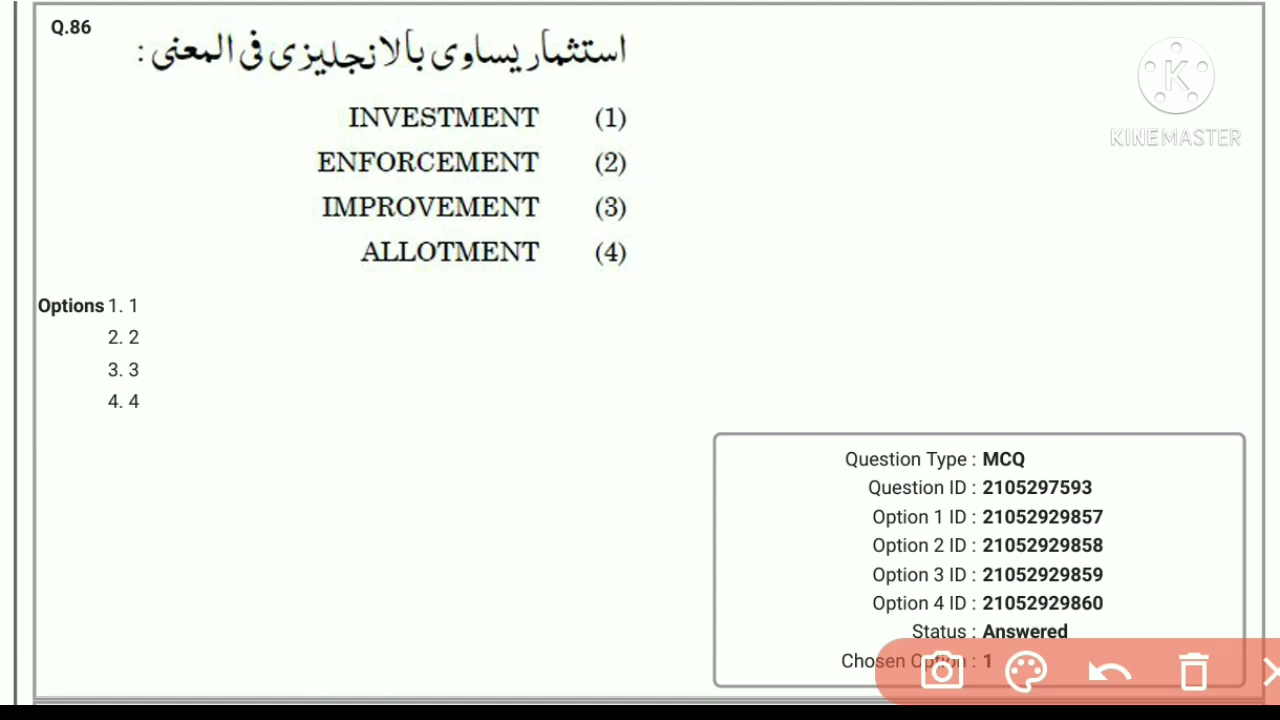 Q.86
استثمار يساوى بالانجليزى فى المعنى :
INVESTMENT (1)
ENFORCEMENT (2)
IMPROVEMENT (3)
ALLOTMENT (4)
Options 1. 1
2. 2
3. 3
4. 4
K
KINEMASTER
Question Type : MCQ
Question ID : 2105297593
Option 1 ID : 21052929857
Option 2 ID : 21052929858
Option 3 ID : 21052929859
Option 4 ID : 21052929860
Status : Answered
Chosen Option : 1